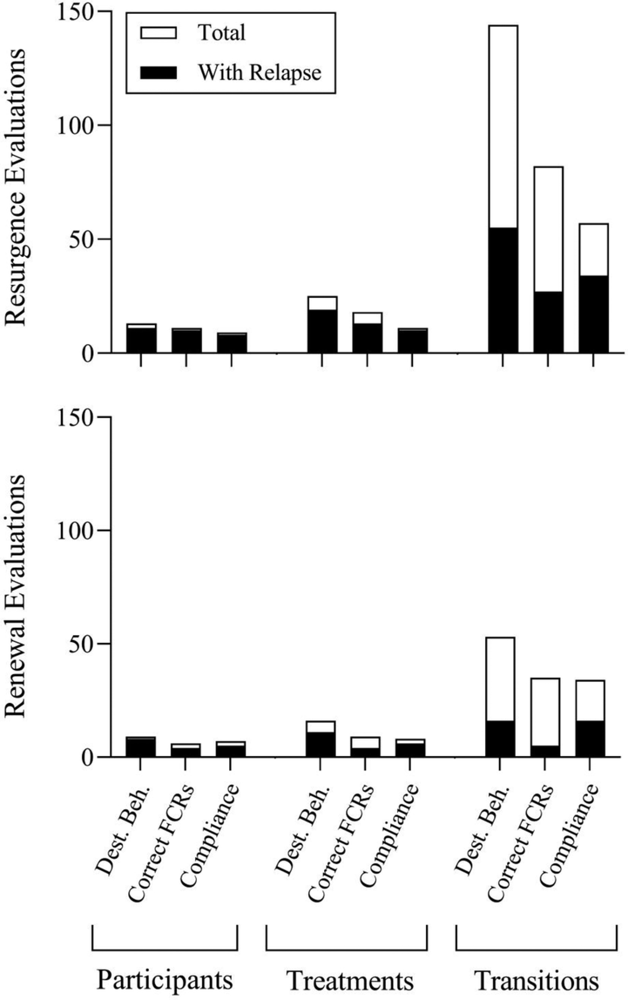 Resurgence Evaluations
150
100
50
0
Total
With Relapse
Renewal Evaluations
150
100
50
0
Dest. Beh.
Correct FCRs
Compliance
Dest. Beh.
Correct FCRs
Compliance
Dest. Beh.
Correct FCRs
Compliance
Participants
Treatments
Transitions